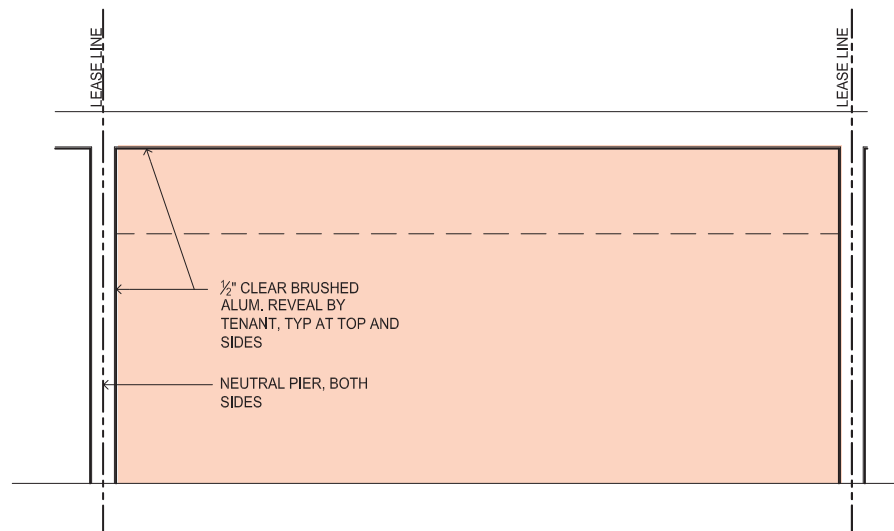 LEASE LINE
LEASE LINE
½" CLEAR BRUSHED
ALUM. REVEAL BY
TENANT, TYP AT TOP AND
SIDES
NEUTRAL PIER, BOTH
SIDES